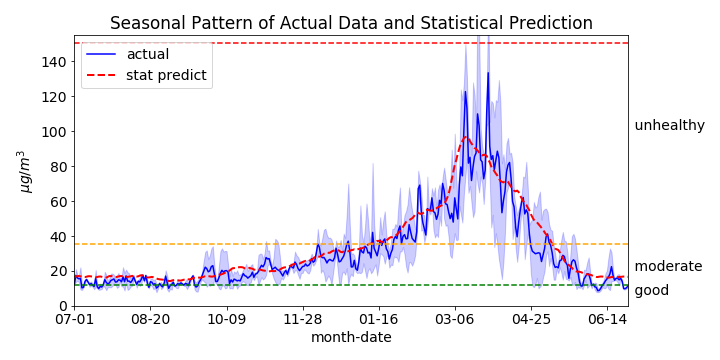 Seasonal Pattern of Actual Data and Statistical Prediction
actual
stat predict
140
120
100
80
60
40
20
0
μg/m³
unhealthy
moderate
good
07-01 08-20 10-09 11-28 01-16 03-06 04-25 06-14
month-date